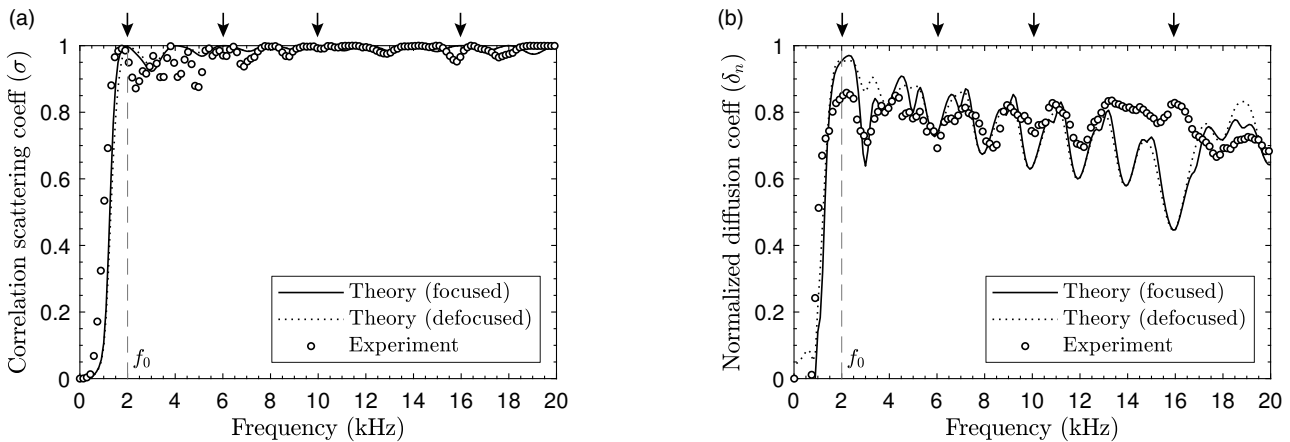 (a)
Correlation scattering coeff (σ)
1
0.8
0.6
0.4
0.2
0
0 2 4 6 8 10 12 14 16 18 20
Frequency (kHz)
f₀
Theory (focused)
Theory (defocused)
Experiment
(b)
Normalized diffusion coeff (δₙ)
1
0.8
0.6
0.4
0.2
0
0 2 4 6 8 10 12 14 16 18 20
Frequency (kHz)
f₀
Theory (focused)
Theory (defocused)
Experiment